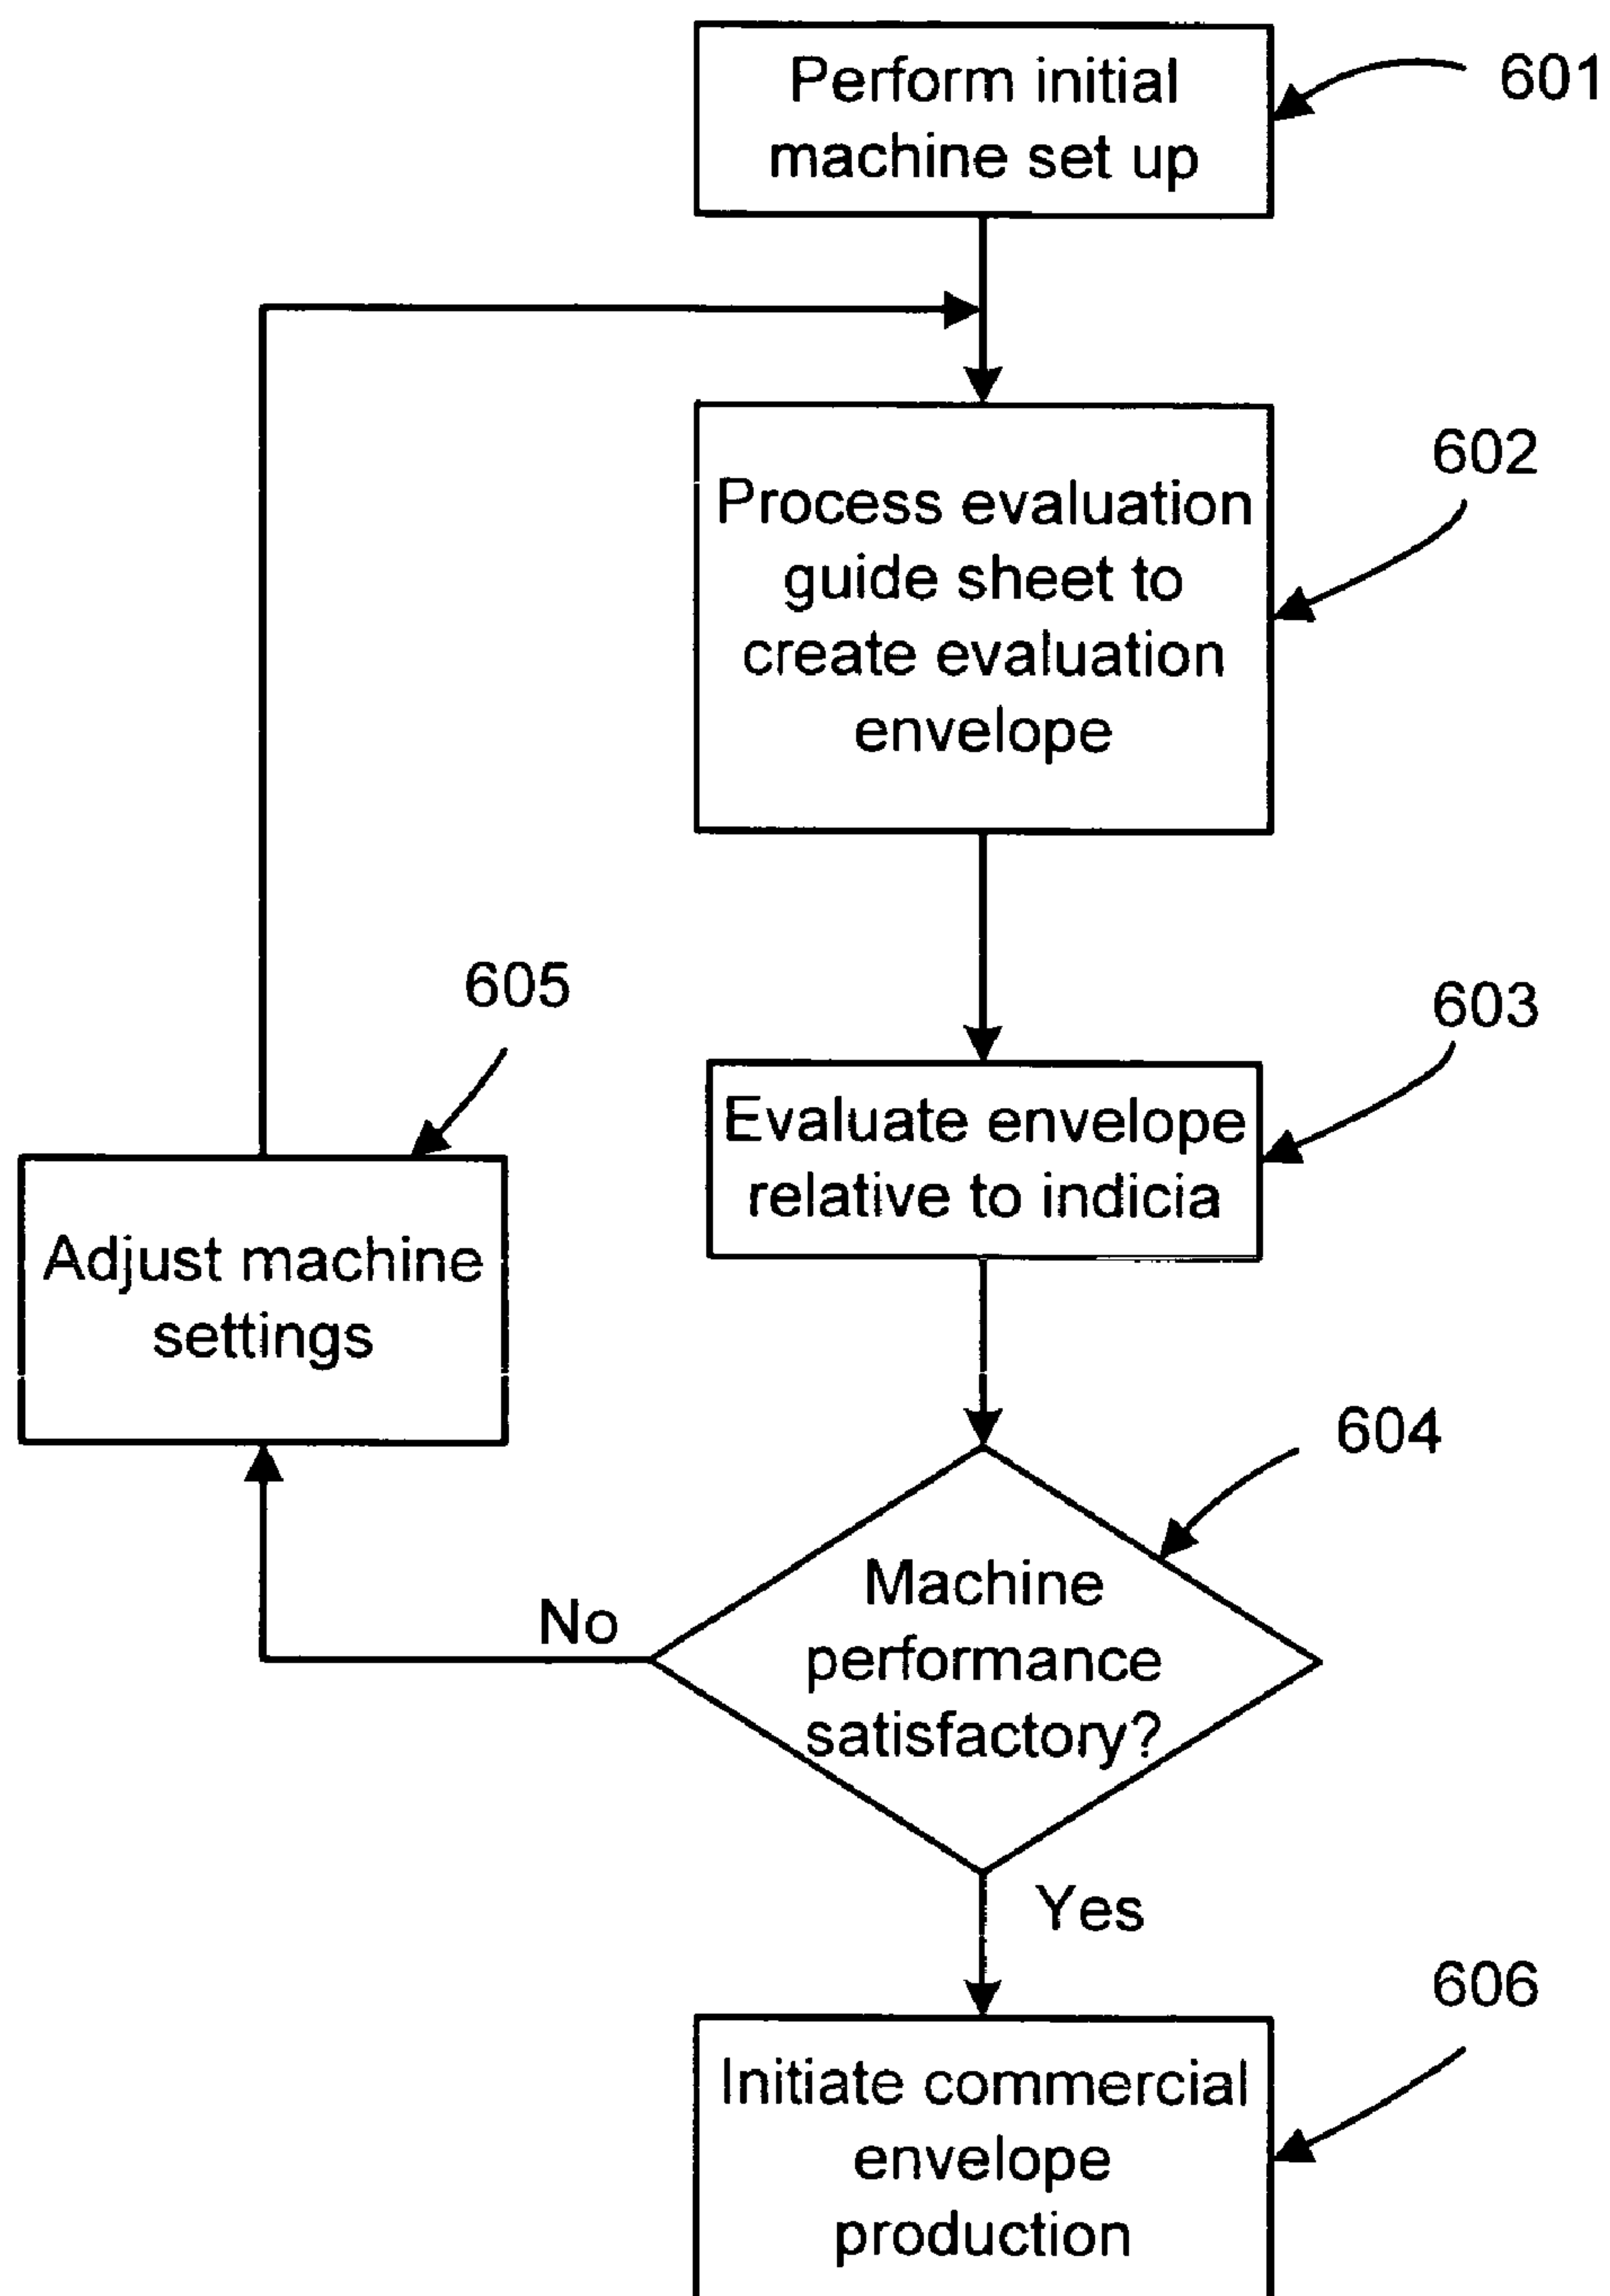 Perform initial
machine set up
601
Process evaluation
guide sheet to
create evaluation
envelope
602
Evaluate envelope
relative to indicia
603
605
Adjust machine
settings
604
Machine
performance
satisfactory?
No
Yes
606
Initiate commercial
envelope
production